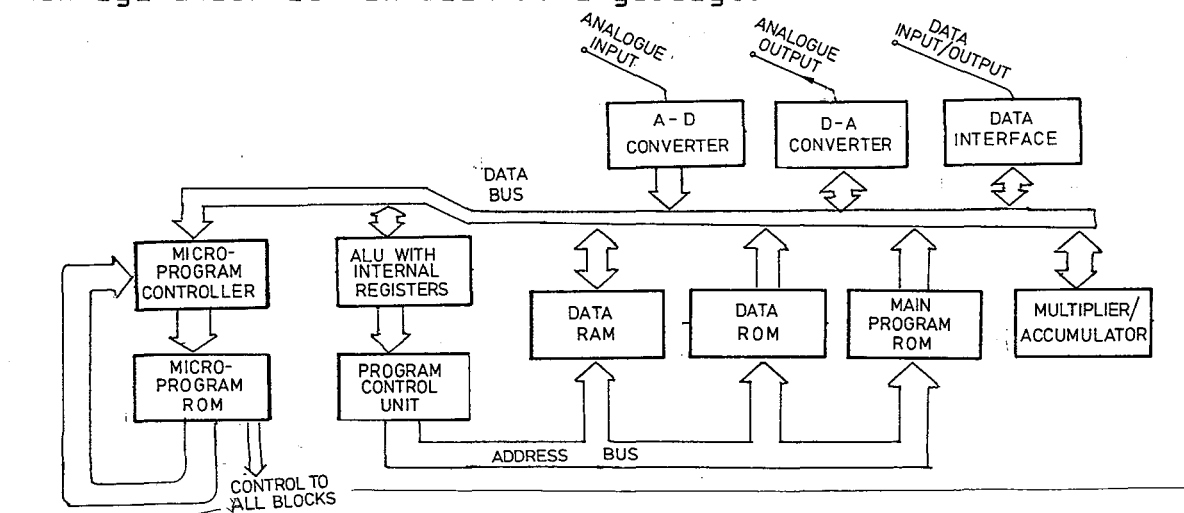 ANALOGUE
INPUT
ANALOGUE
OUTPUT
DATA
INPUT/OUTPUT
A-D
CONVERTER
D-A
CONVERTER
DATA
INTERFACE
DATA
BUS
MICRO-
PROGRAM
CONTROLLER
ALU WITH
INTERNAL
REGISTERS
DATA
RAM
DATA
ROM
MAIN
PROGRAM
ROM
MULTIPLIER/
ACCUMULATOR
MICRO-
PROGRAM
ROM
PROGRAM
CONTROL
UNIT
ADDRESS BUS
CONTROL TO
ALL BLOCKS